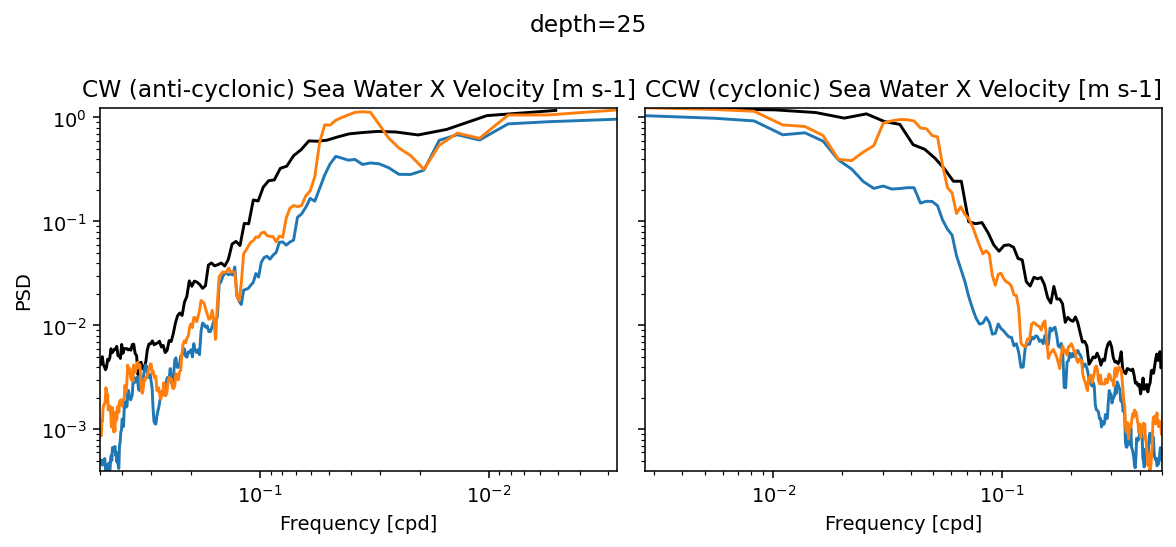 depth=25
CW (anti-cyclonic) Sea Water X Velocity [m s-1]
CCW (cyclonic) Sea Water X Velocity [m s-1]
PSD
10⁰
10⁻¹
10⁻²
10⁻³
10⁻¹
10⁻²
10⁻²
10⁻¹
Frequency [cpd]
Frequency [cpd]